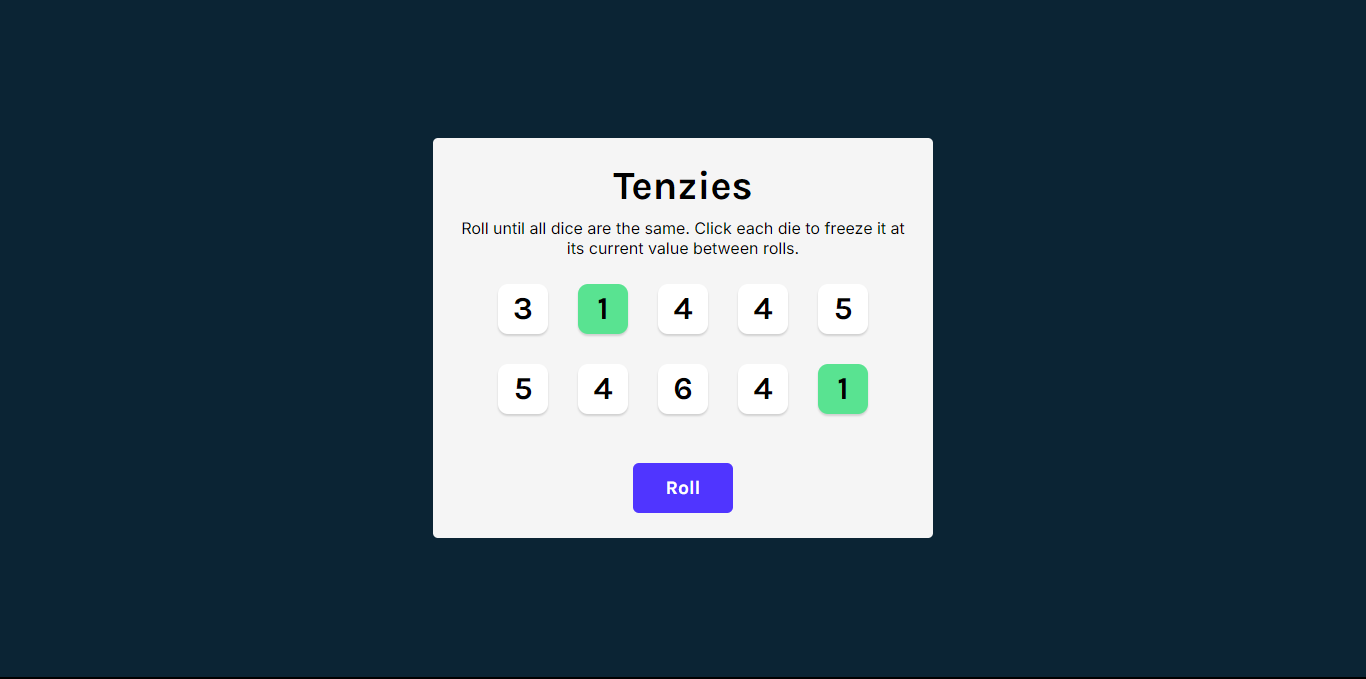 Tenzies
Roll until all dice are the same. Click each die to freeze it at
its current value between rolls.
3 1 4 4 5
5 4 6 4 1
Roll